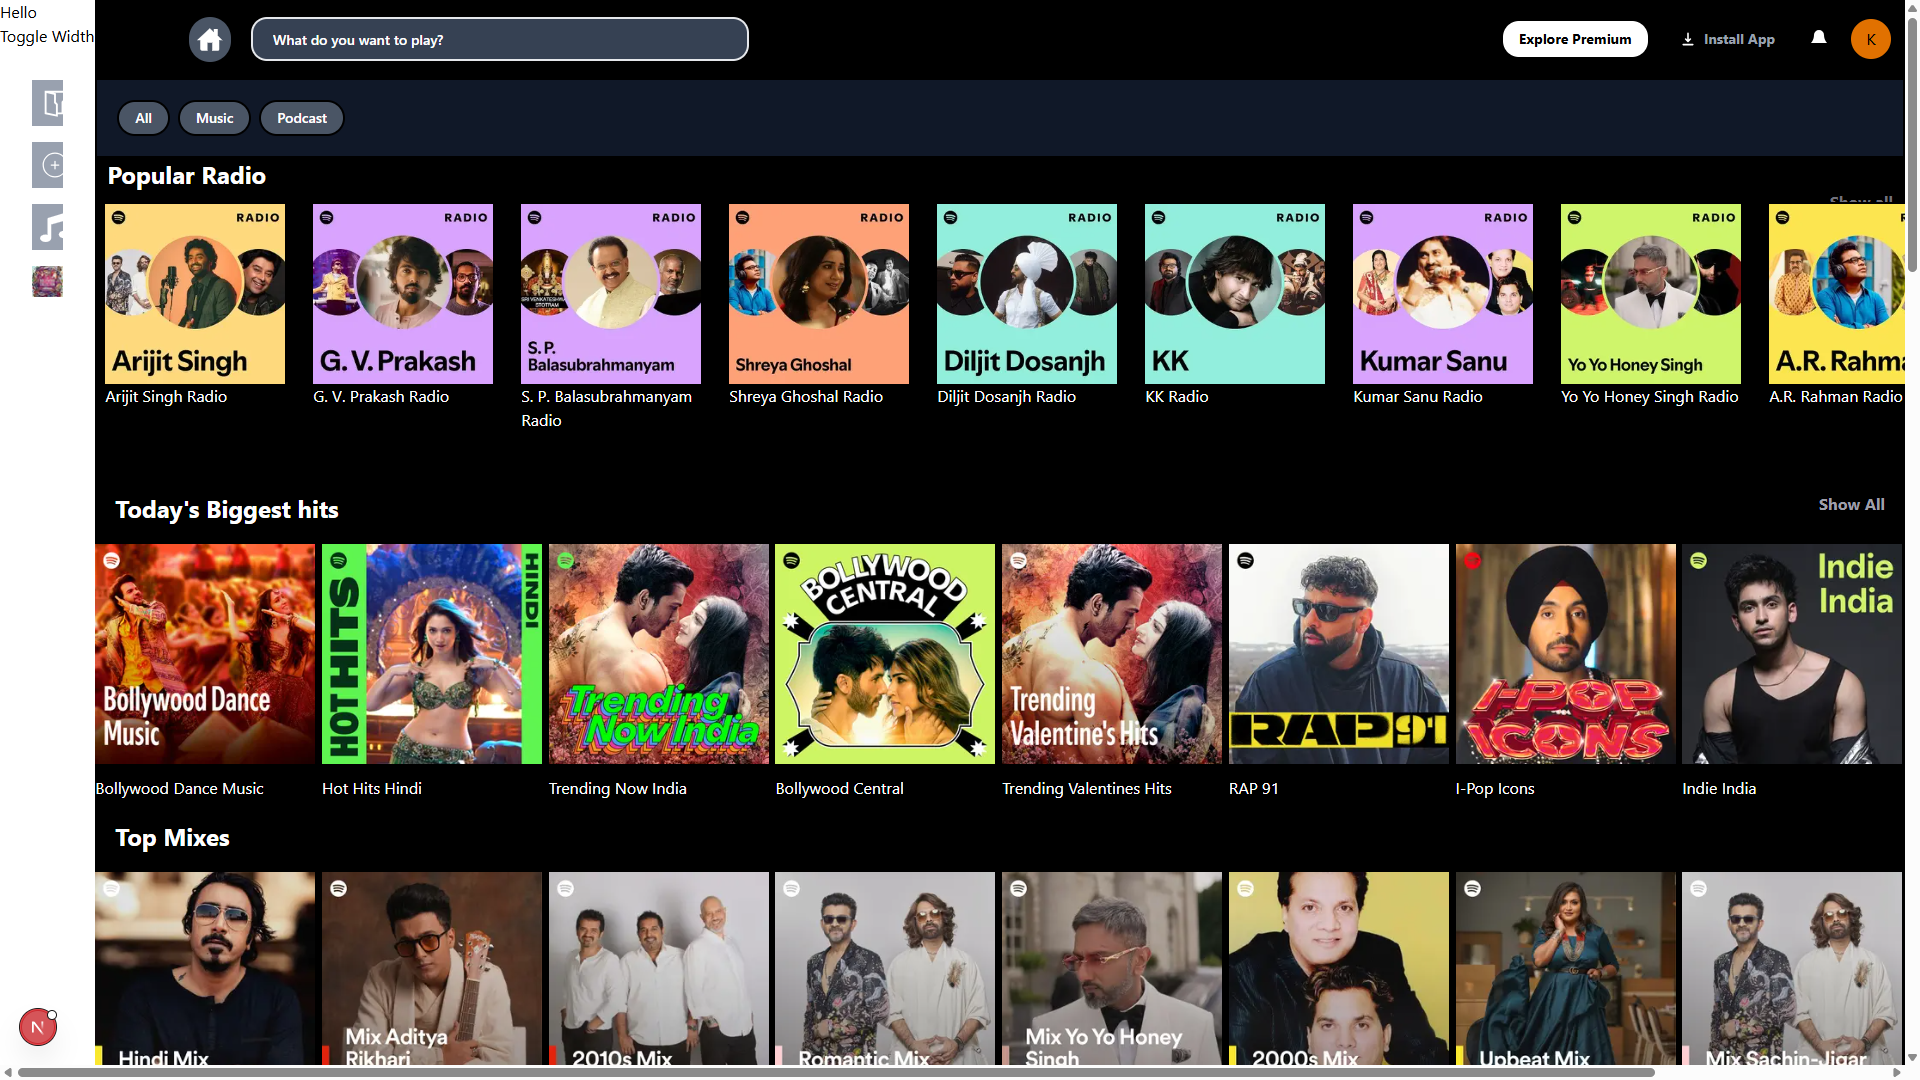 Hello
Toggle Width
What do you want to play?
Explore Premium
Install App
K
All
Music
Podcast
Popular Radio
Show all
RADIO
RADIO
RADIO
RADIO
RADIO
RADIO
RADIO
RADIO
SRI VENKATESHWARA
STOTRAM
Arijit Singh
G. V. Prakash
S. P.
Balasubrahmanyam
Shreya Ghoshal
Diljit Dosanjh
KK
Kumar Sanu
Yo Yo Honey Singh
A.R. Rahma
Arijit Singh Radio
G. V. Prakash Radio
S. P. Balasubrahmanyam
Radio
Shreya Ghoshal Radio
Diljit Dosanjh Radio
KK Radio
Kumar Sanu Radio
Yo Yo Honey Singh Radio
A.R. Rahman Radio
Today's Biggest hits
Show All
Bollywood Dance
Music
HOT HITS
HINDI
Trending
Now India
BOLLYWOOD
CENTRAL
Trending
Valentine's Hits
RAP 91
I-POP
ICONS
Indie
India
Bollywood Dance Music
Hot Hits Hindi
Trending Now India
Bollywood Central
Trending Valentines Hits
RAP 91
I-Pop Icons
Indie India
Top Mixes
Hindi Mix
Mix Aditya
Rikhari
2010s Mix
Romantic Mix
Mix Yo Yo Honey
Singh
2000s Mix
Upbeat Mix
Mix Sachin-Jigar
N